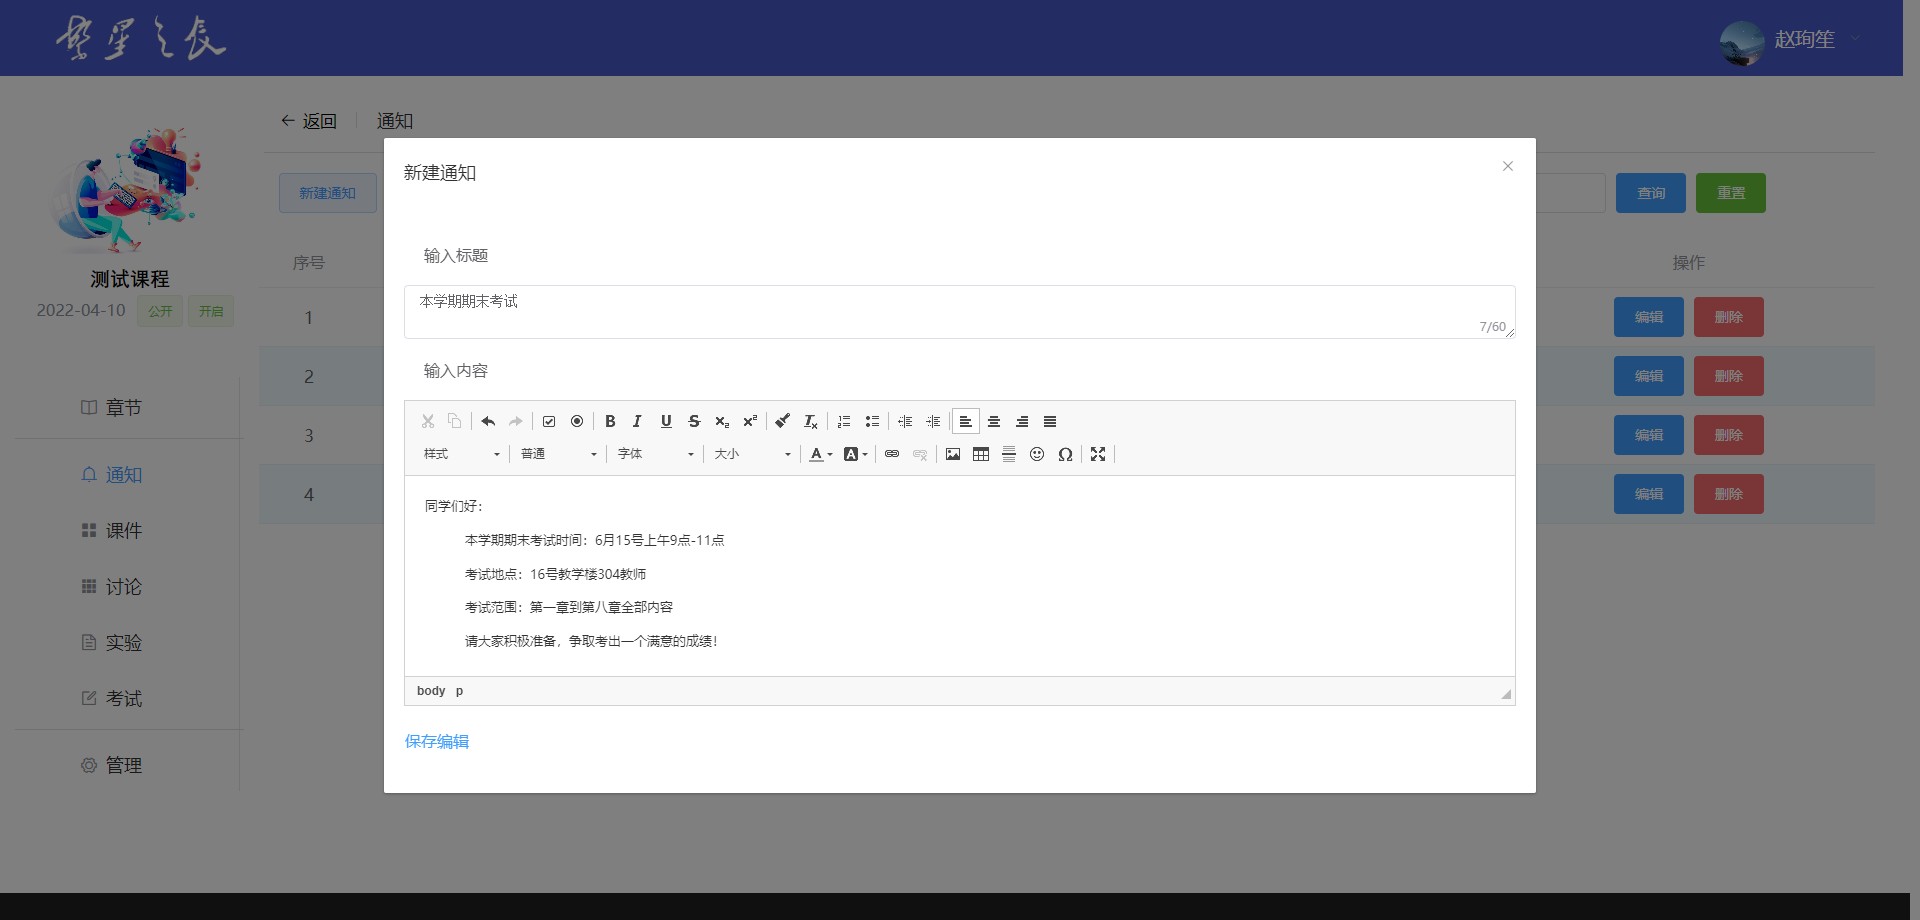 繁星之长
赵珣笙
返回
通知
新建通知
查询
重置
序号
操作
测试课程
2022-04-10
公开
开启
章节
通知
课件
讨论
实验
考试
管理
1
编辑
删除
2
编辑
删除
3
编辑
删除
4
编辑
删除
新建通知
输入标题
本学期期末考试
7/60
输入内容
样式
普通
字体
大小
同学们好：
本学期期末考试时间：6月15号上午9点-11点
考试地点：16号教学楼304教师
考试范围：第一章到第八章全部内容
请大家积极准备，争取考出一个满意的成绩！
body p
保存编辑